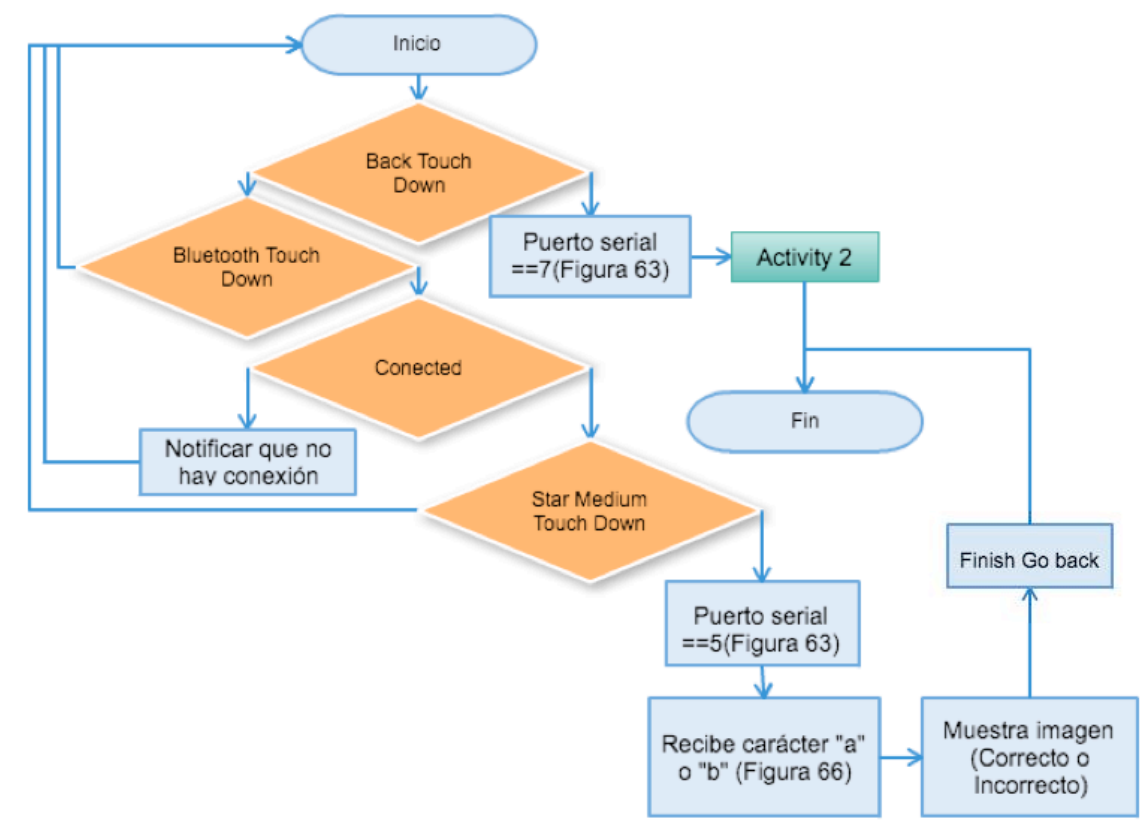 Inicio
Back Touch
Down
Bluetooth Touch
Down
Puerto serial
==7(Figura 63)
Activity 2
Conected
Fin
Notificar que no
hay conexión
Star Medium
Touch Down
Finish Go back
Puerto serial
==5(Figura 63)
Recibe carácter "a"
o "b" (Figura 66)
Muestra imagen
(Correcto o
Incorrecto)